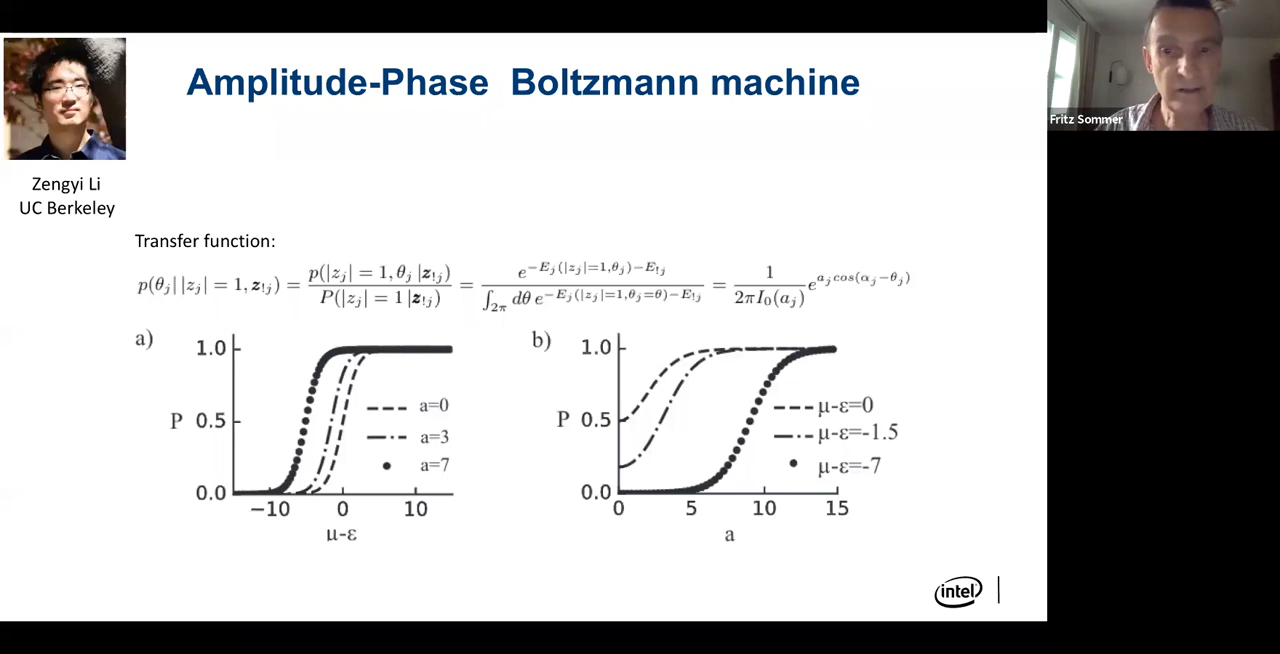 Amplitude-Phase Boltzmann machine
Fritz Sommer
Zengyi Li
UC Berkeley
Transfer function:
p(θ_j | |z_j| = 1, z_{!j}) = \frac{p(|z_j| = 1, θ_j | z_{!j})}{P(|z_j| = 1 | z_{!j})} = \frac{e^{-E_j(|z_j|=1,θ_j)-E_{!j}}}{∫_{2π} dθ e^{-E_j(|z_j|=1,θ_j=θ)-E_{!j}}} = \frac{1}{2πI_0(a_j)} e^{a_j cos(α_j-θ_j)}
a)
1.0
P 0.5
0.0
−10 0 10
μ-ε
a=0
a=3
a=7
b)
1.0
P 0.5
0.0
0 5 10 15
a
μ-ε=0
μ-ε=-1.5
μ-ε=-7
intel